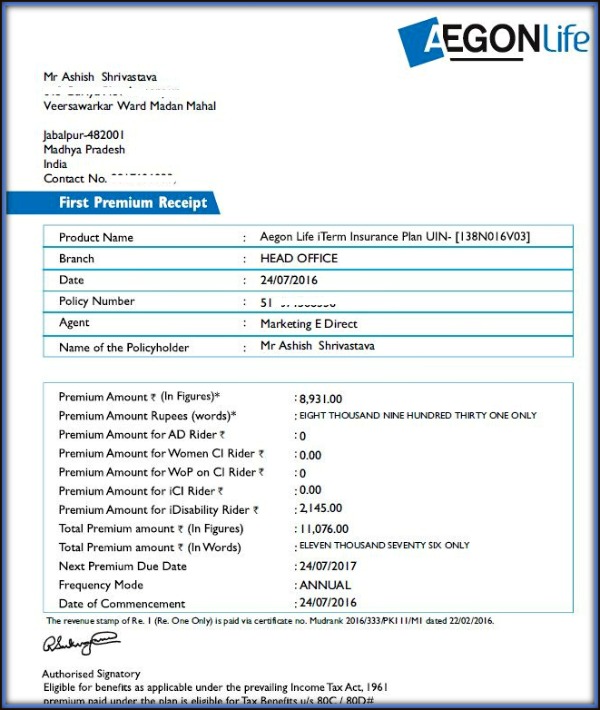 AEGONLife
Mr Ashish Shrivastava
Veersawarkar Ward Madan Mahal
Jabalpur-482001
Madhya Pradesh
India
Contact No.
First Premium Receipt
Product Name : Aegon Life iTerm Insurance Plan UIN- [138N016V03]
Branch : HEAD OFFICE
Date : 24/07/2016
Policy Number : 51
Agent : Marketing E Direct
Name of the Policyholder : Mr Ashish Shrivastava
Premium Amount ₹ (In Figures)* : 8,931.00
Premium Amount Rupees (words)* : EIGHT THOUSAND NINE HUNDRED THIRTY ONE ONLY
Premium Amount for AD Rider ₹ : 0
Premium Amount for Women CI Rider ₹ : 0.00
Premium Amount for WoP on CI Rider ₹ : 0
Premium Amount for iCI Rider ₹ : 0.00
Premium Amount for iDisability Rider ₹ : 2,145.00
Total Premium amount ₹ (In Figures) : 11,076.00
Total Premium amount ₹ (In Words) : ELEVEN THOUSAND SEVENTY SIX ONLY
Next Premium Due Date : 24/07/2017
Frequency Mode : ANNUAL
Date of Commencement : 24/07/2016
The revenue stamp of Re. 1 (Re. One Only) is paid via certificate no. Mudrank 2016/333/PK111/M1 dated 22/02/2016.
Authorised Signatory
Eligible for benefits as applicable under the prevailing Income Tax Act, 1961
premium paid under the plan is eligible for Tax Benefits u/s 80C / 80D#